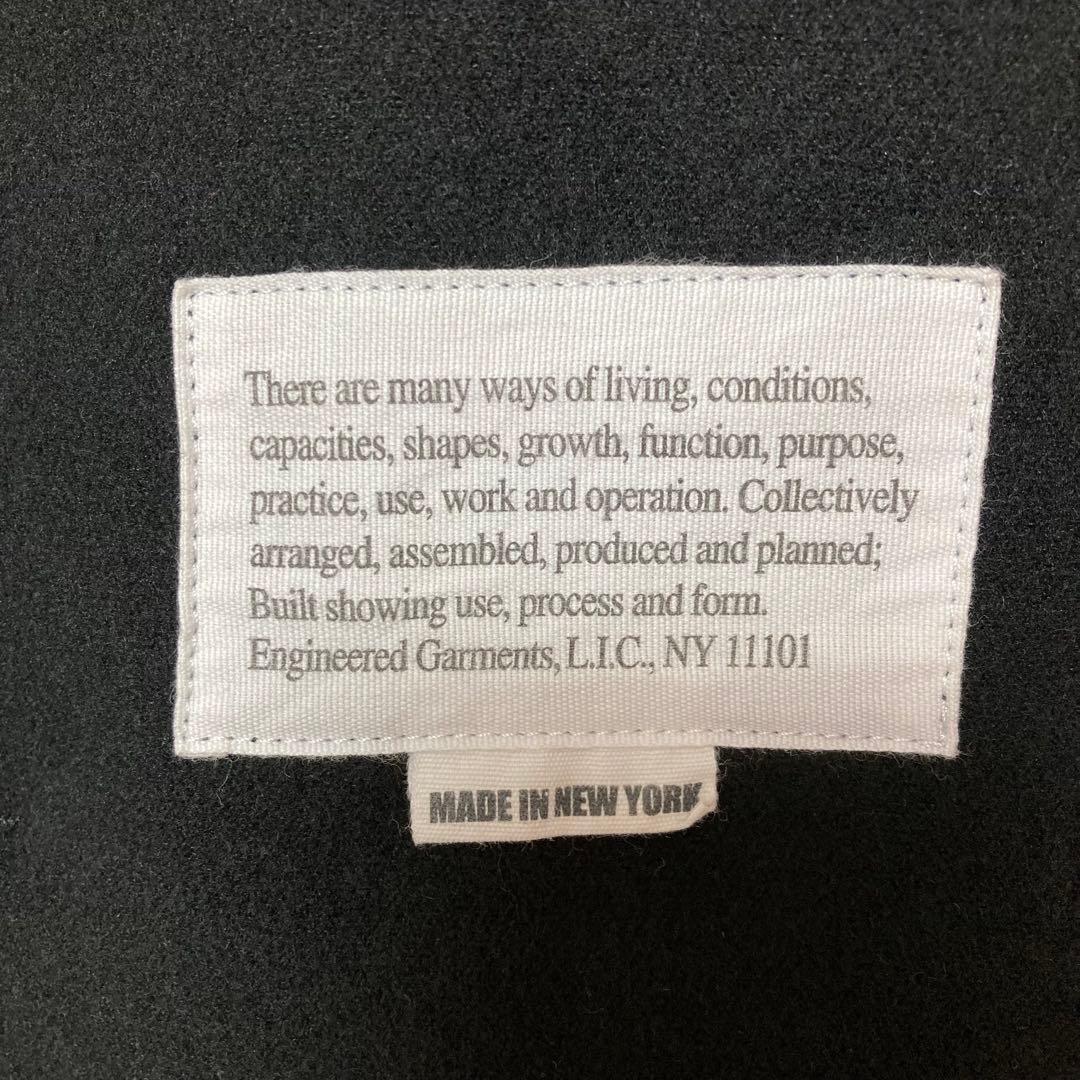 There are many ways of living, conditions,
capacities, shapes, growth, function, purpose,
practice, use, work and operation. Collectively
arranged, assembled, produced and planned;
Built showing use, process and form.
Engineered Garments, L.I.C., NY 11101
MADE IN NEW YORK